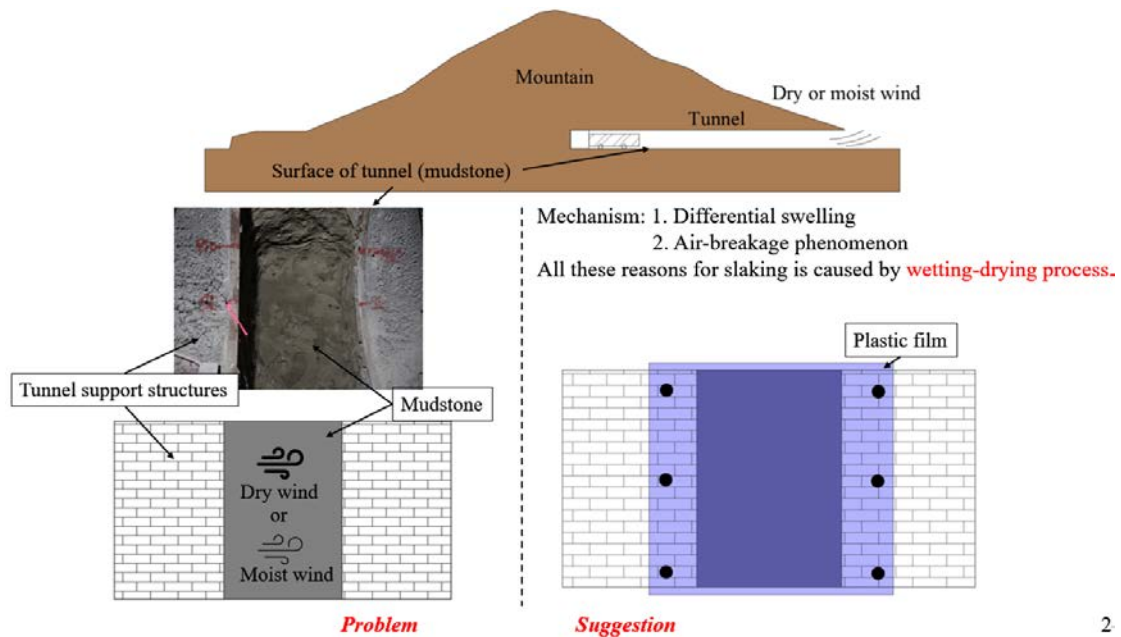 Mountain
Dry or moist wind
Tunnel
Surface of tunnel (mudstone)
Mechanism: 1. Differential swelling
2. Air-breakage phenomenon
All these reasons for slaking is caused by wetting-drying process.
Plastic film
Tunnel support structures
Mudstone
Dry wind
or
Moist wind
Problem
Suggestion
2